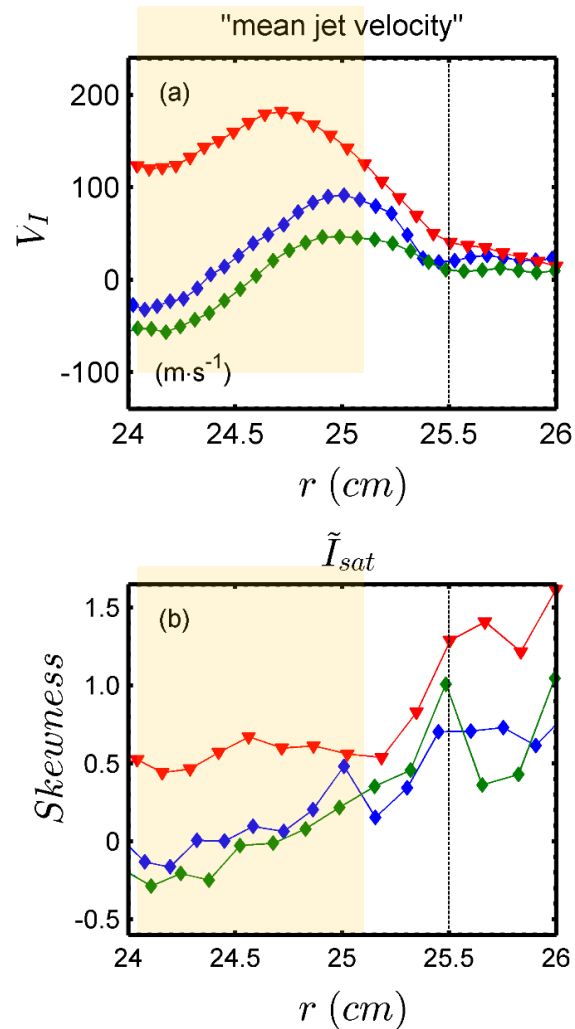 "mean jet velocity"
(a)
200
100
0
-100
V_I
(m·s⁻¹)
24 24.5 25 25.5 26
r (cm)
Ĩ_sat
(b)
1.5
1.0
0.5
0
-0.5
Skewness
24 24.5 25 25.5 26
r (cm)